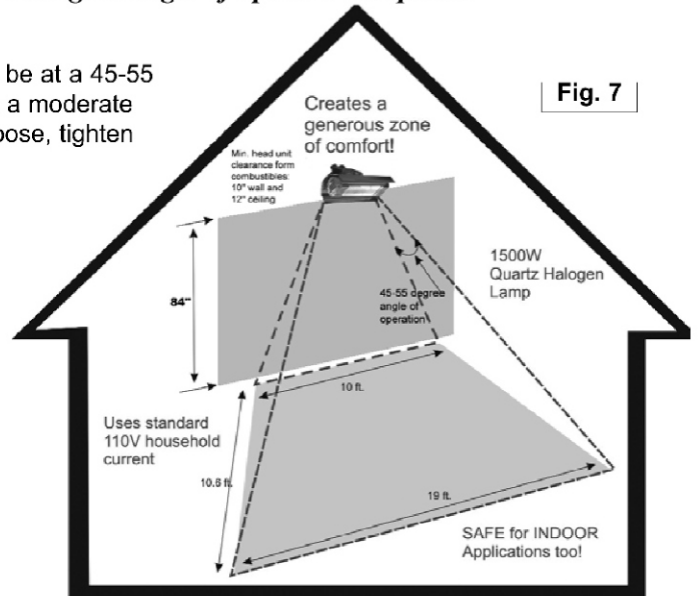 be at a 45-55
a moderate
tighten
Fig. 7
Creates a
generous zone
of comfort!
Min. head unit
clearance form
combustibles:
10" wall and
12" ceiling
84"
1500W
Quartz Halogen
Lamp
45-55 degree
angle of
operation
10 ft.
Uses standard
110V household
current
10.6 ft.
19 ft.
SAFE for INDOOR
Applications too!